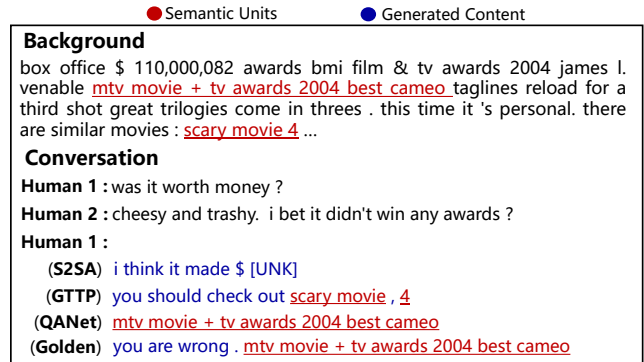 Semantic Units Generated Content
Background
box office $ 110,000,082 awards bmi film & tv awards 2004 james l.
venable mtv movie + tv awards 2004 best cameo taglines reload for a
third shot great trilogies come in threes . this time it 's personal. there
are similar movies : scary movie 4 ...
Conversation
Human 1 : was it worth money ?
Human 2 : cheesy and trashy. i bet it didn't win any awards ?
Human 1 :
(S2SA) i think it made $ [UNK]
(GTTP) you should check out scary movie , 4
(QANet) mtv movie + tv awards 2004 best cameo
(Golden) you are wrong . mtv movie + tv awards 2004 best cameo